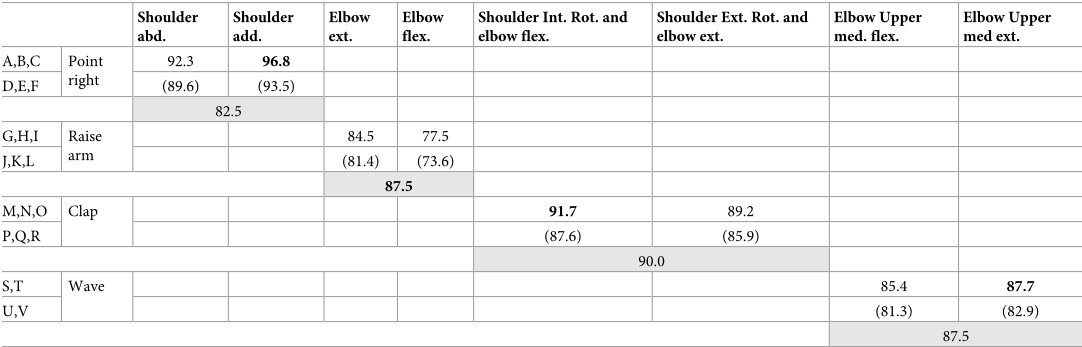 Shoulder abd. Shoulder add. Elbow ext. Elbow flex. Shoulder Int. Rot. and elbow flex. Shoulder Ext. Rot. and elbow ext. Elbow Upper med. flex. Elbow Upper med ext.
A,B,C Point right 92.3 96.8
D,E,F (89.6) (93.5)
82.5
G,H,I Raise arm 84.5 77.5
J,K,L (81.4) (73.6)
87.5
M,N,O Clap 91.7 89.2
P,Q,R (87.6) (85.9)
90.0
S,T Wave 85.4 87.7
U,V (81.3) (82.9)
87.5